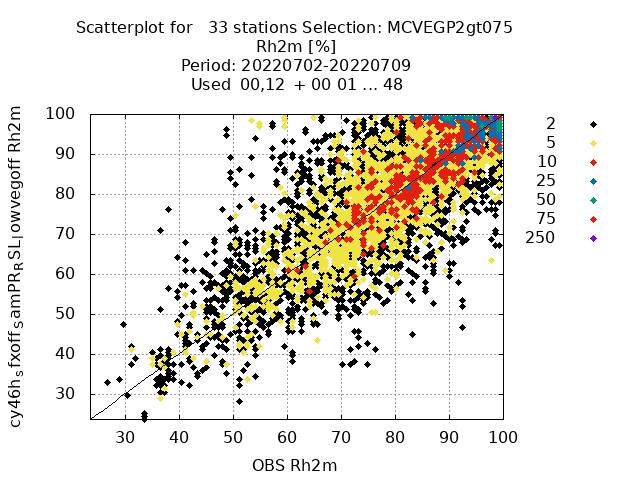 Scatterplot for 33 stations Selection: MCVEGP2gt075
Rh2m [%]
Period: 20220702-20220709
Used 00,12 + 00 01 ... 48
100
90
80
70
60
50
40
30
cy46h_sfxoff_samPR_RSL_lowvegoff Rh2m
30 40 50 60 70 80 90 100
OBS Rh2m
2
5
10
25
50
75
250